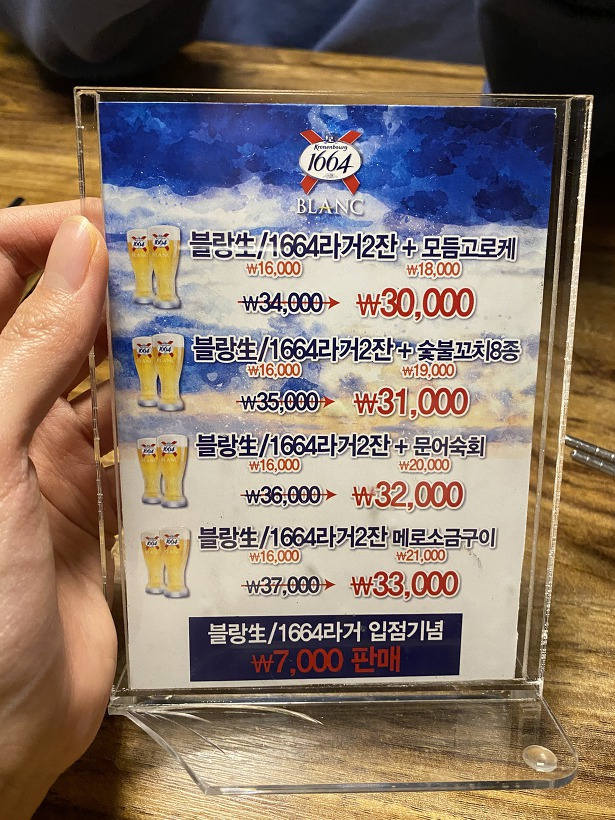 Kronenbourg
1664
BLANC
블랑生/1664라거2잔 + 모듬고로케
₩16,000 ₩18,000
₩34,000 → ₩30,000
블랑生/1664라거2잔 + 숯불꼬치8종
₩16,000 ₩19,000
₩35,000 → ₩31,000
블랑生/1664라거2잔 + 문어숙회
₩16,000 ₩20,000
₩36,000 → ₩32,000
블랑生/1664라거2잔 메로소금구이
₩16,000 ₩21,000
₩37,000 → ₩33,000
블랑生/1664라거 입점기념
₩7,000 판매